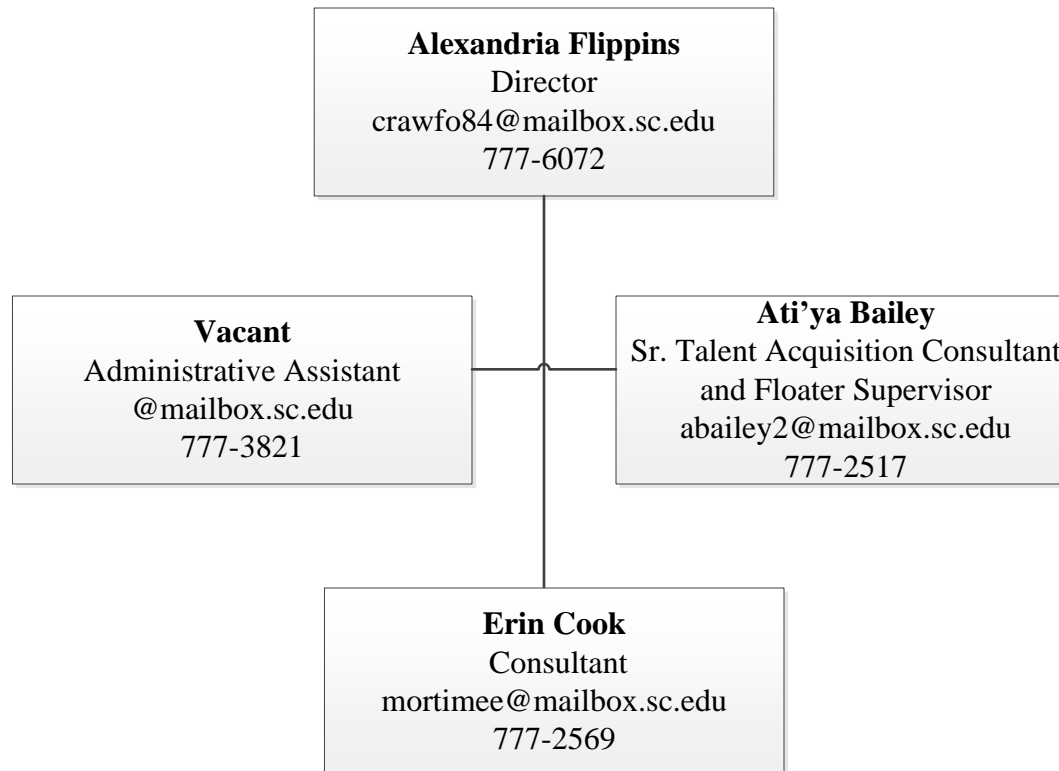 Alexandria Flippins
Director
crawfo84@mailbox.sc.edu
777-6072
Vacant
Administrative Assistant
@mailbox.sc.edu
777-3821
Ati’ya Bailey
Sr. Talent Acquisition Consultant
and Floater Supervisor
abailey2@mailbox.sc.edu
777-2517
Erin Cook
Consultant
mortimee@mailbox.sc.edu
777-2569